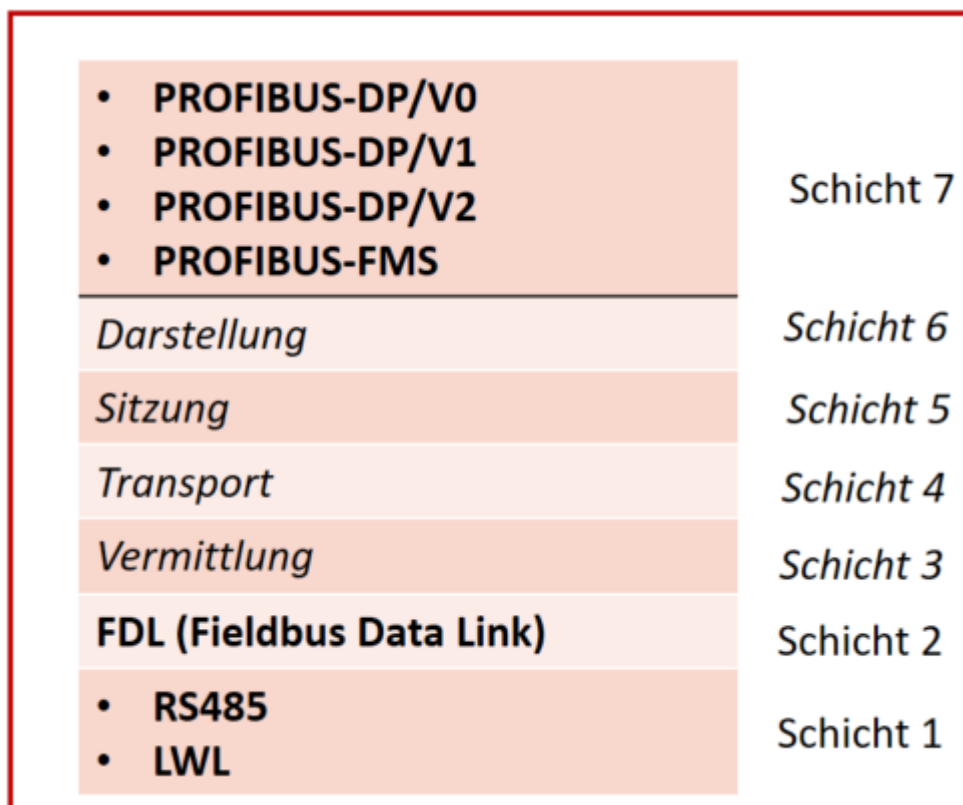 • PROFIBUS-DP/V0
• PROFIBUS-DP/V1
• PROFIBUS-DP/V2
• PROFIBUS-FMS
Schicht 7
Darstellung Schicht 6
Sitzung Schicht 5
Transport Schicht 4
Vermittlung Schicht 3
FDL (Fieldbus Data Link) Schicht 2
• RS485
• LWL
Schicht 1